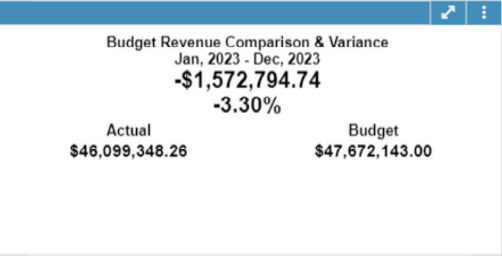 Budget Revenue Comparison & Variance
Jan, 2023 - Dec, 2023
-$1,572,794.74
-3.30%
Actual Budget
$46,099,348.26 $47,672,143.00